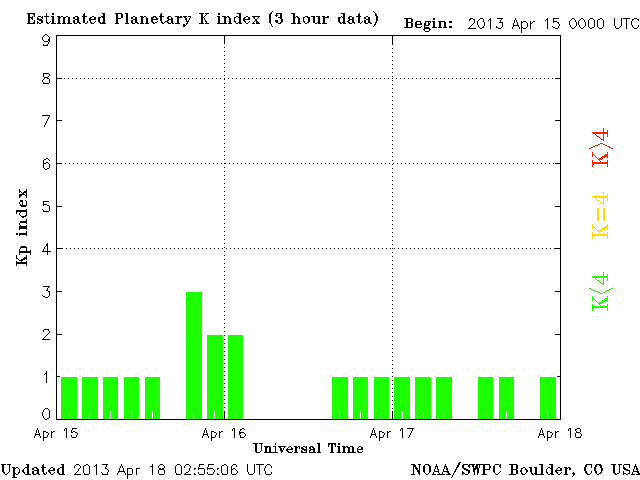 Estimated Planetary K index (3 hour data) Begin: 2013 Apr 15 0000 UTC
9
8
7
6
5
4
3
2
1
0
Kp index
K>4
K=4
K<4
Apr 15 Apr 16 Apr 17 Apr 18
Universal Time
Updated 2013 Apr 18 02:55:06 UTC NOAA/SWPC Boulder, CO USA